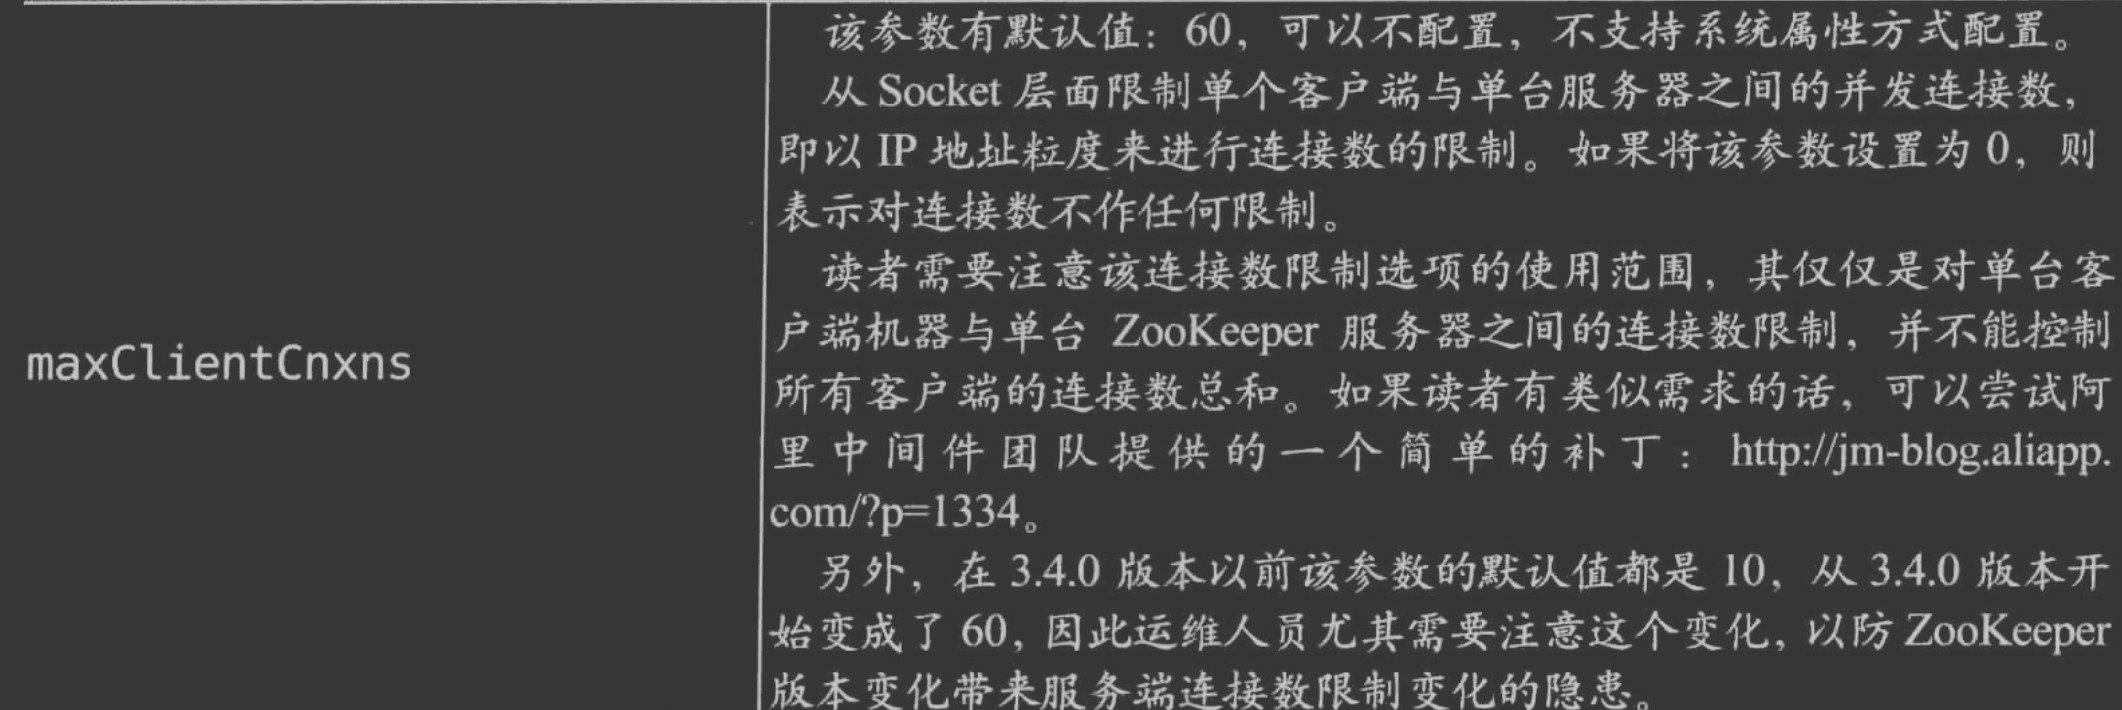 该参数有默认值：60，可以不配置，不支持系统属性方式配置。
从 Socket 层面限制单个客户端与单台服务器之间的并发连接数，
即以 IP 地址粒度来进行连接数的限制。如果将该参数设置为 0，则
表示对连接数不作任何限制。
读者需要注意该连接数限制选项的使用范围，其仅仅是对单台客
户端机器与单台 ZooKeeper 服务器之间的连接数限制，并不能控制
maxClientCnxns
所有客户端的连接数总和。如果读者有类似需求的话，可以尝试阿
里中间件团队提供的一个简单的补丁：http://jm-blog.aliapp.
com/?p=1334。
另外，在 3.4.0 版本以前该参数的默认值都是 10，从 3.4.0 版本开
始变成了 60，因此运维人员尤其需要注意这个变化，以防 ZooKeeper
版本变化带来服务端连接数限制变化的隐患。